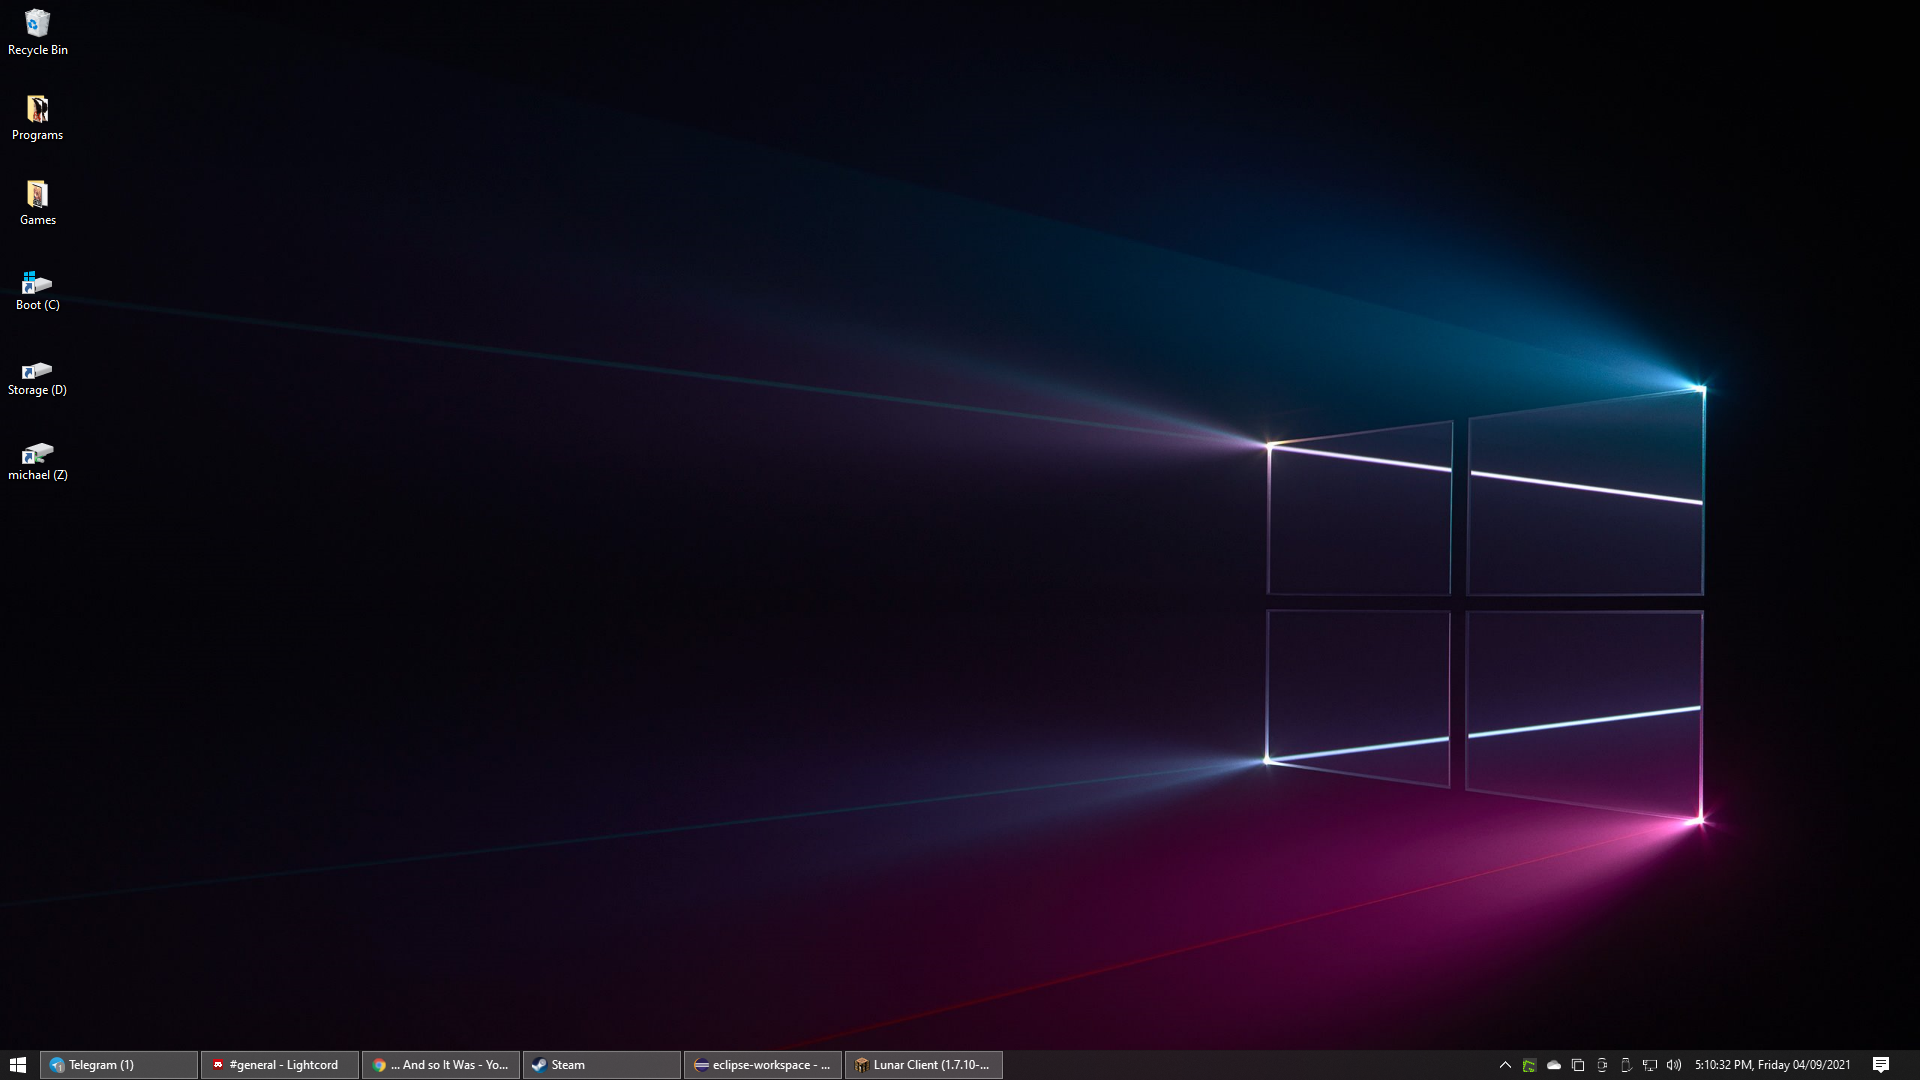 Recycle Bin
Programs
Games
Boot (C)
Storage (D)
michael (Z)
Telegram (1)
#general - Lightcord
... And so It Was - Yo...
Steam
eclipse-workspace - ...
Lunar Client (1.7.10-...
5:10:32 PM, Friday 04/09/2021